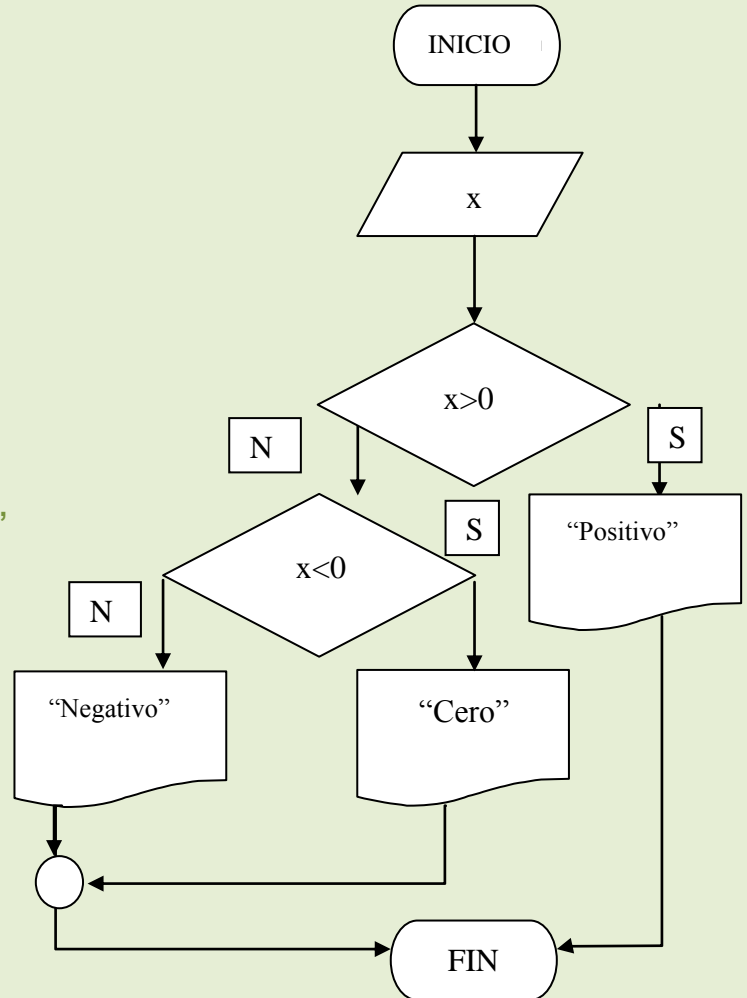 INICIO
x
x>0
N
S
x<0
S
“Positivo”
N
“Negativo”
“Cero”
FIN
”